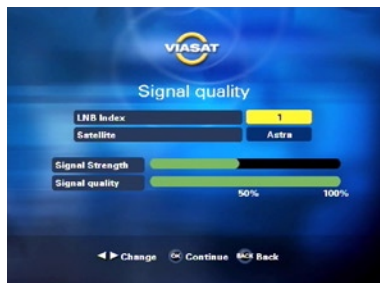 VIASAT
Signal quality
LNB Index 1
Satellite Astra
Signal Strength
Signal quality
50% 100%
Change OK Continue BACK Back